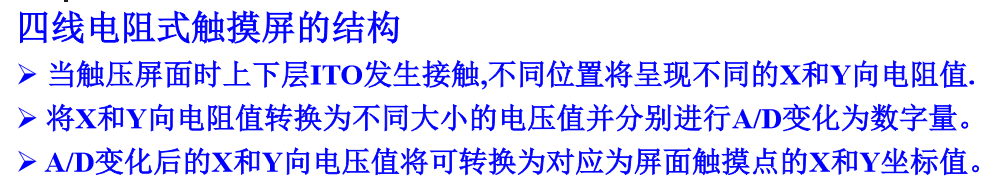 四线电阻式触摸屏的结构
➢ 当触压屏面时上下层ITO发生接触,不同位置将呈现不同的X和Y向电阻值.
➢ 将X和Y向电阻值转换为不同大小的电压值并分别进行A/D变化为数字量。
➢ A/D变化后的X和Y向电压值将可转换为对应为屏面触摸点的X和Y坐标值。